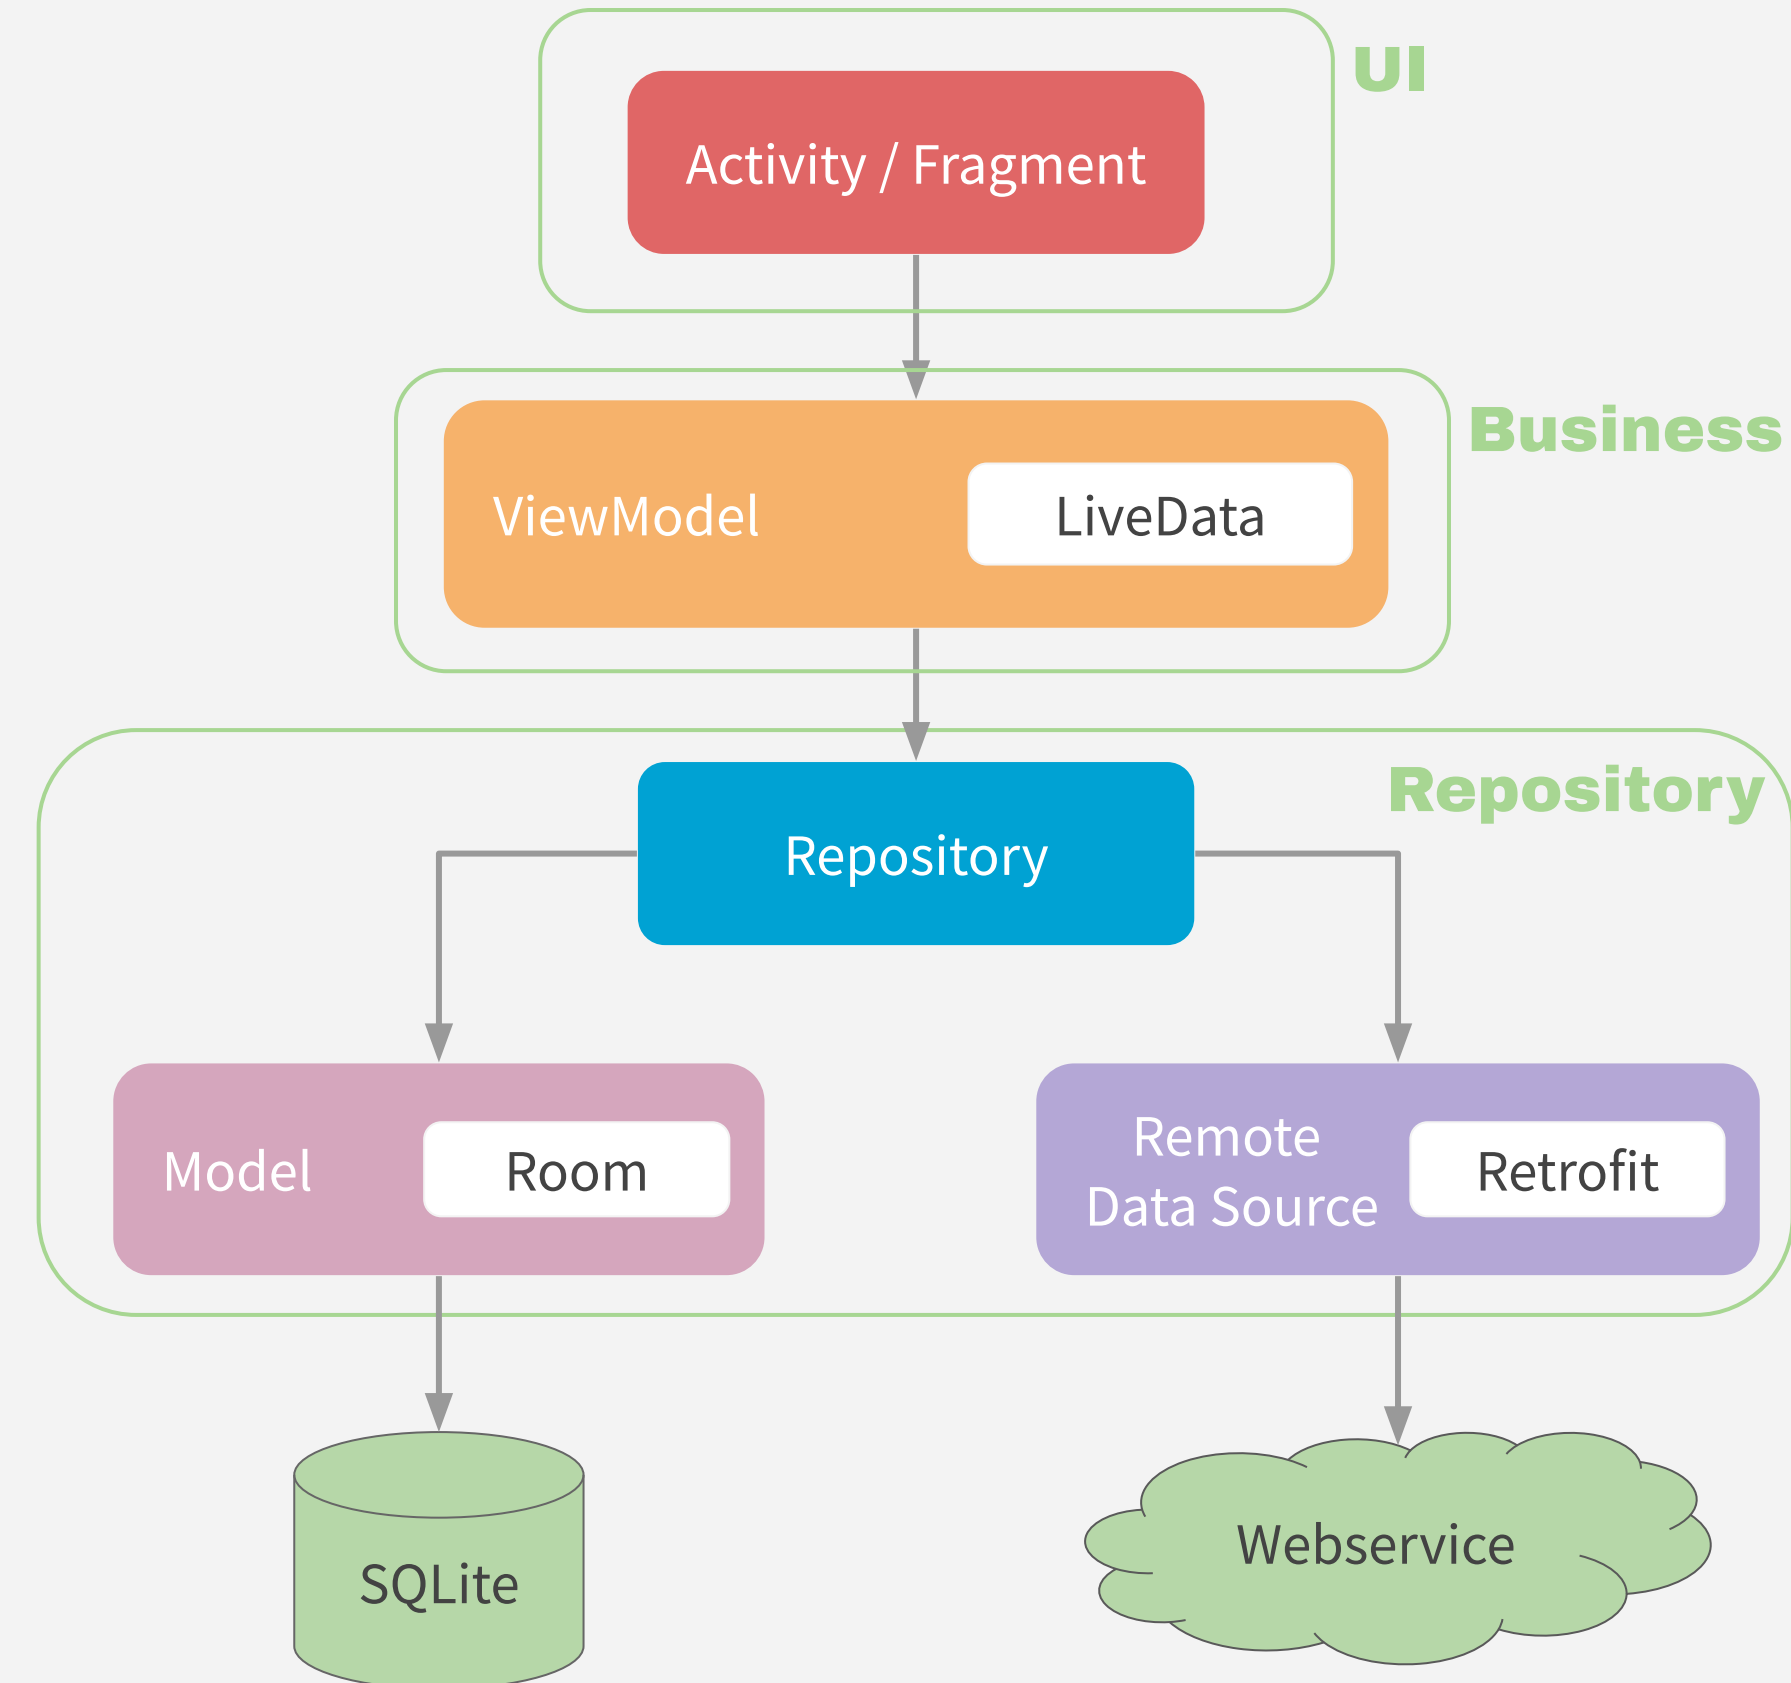 UI
Activity / Fragment
Business
ViewModel
LiveData
Repository
Repository
Model
Room
Remote
Data Source
Retrofit
SQLite
Webservice